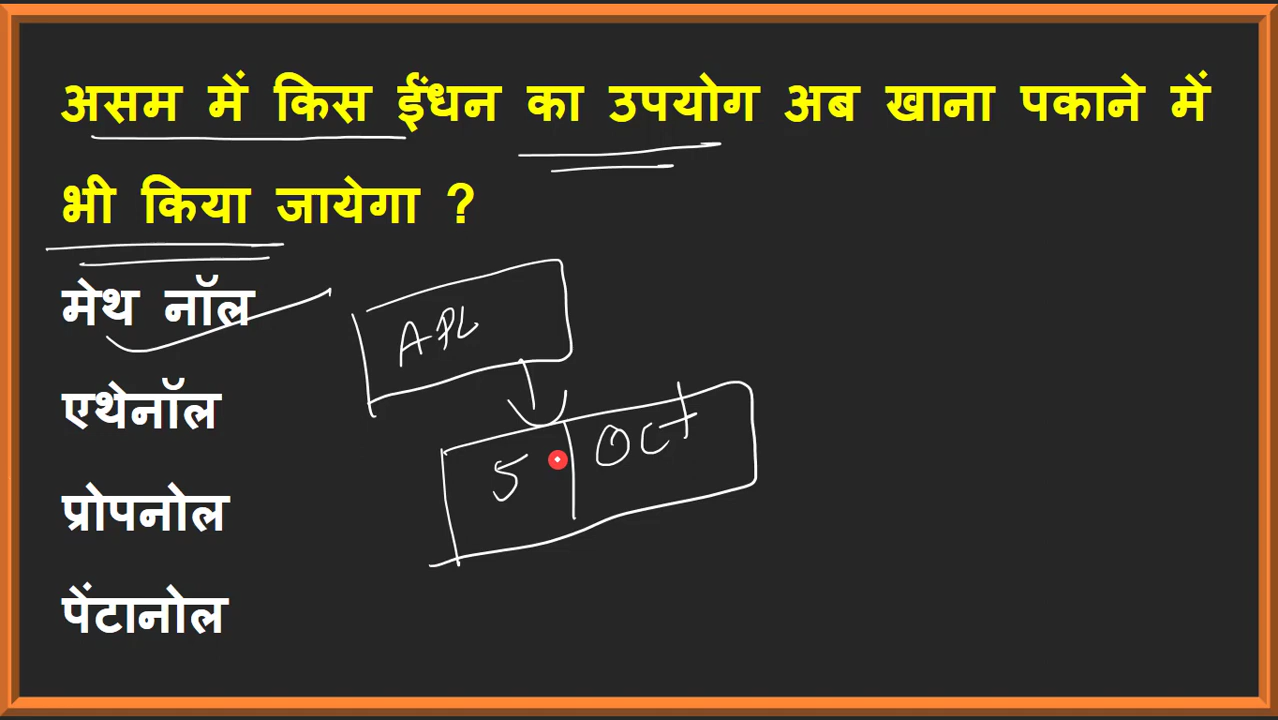 असम में किस ईंधन का उपयोग अब खाना पकाने में
भी किया जायेगा ?
मेथ नॉल
APL
एथेनॉल
5 Oct
प्रोपनोल
पेंटानोल